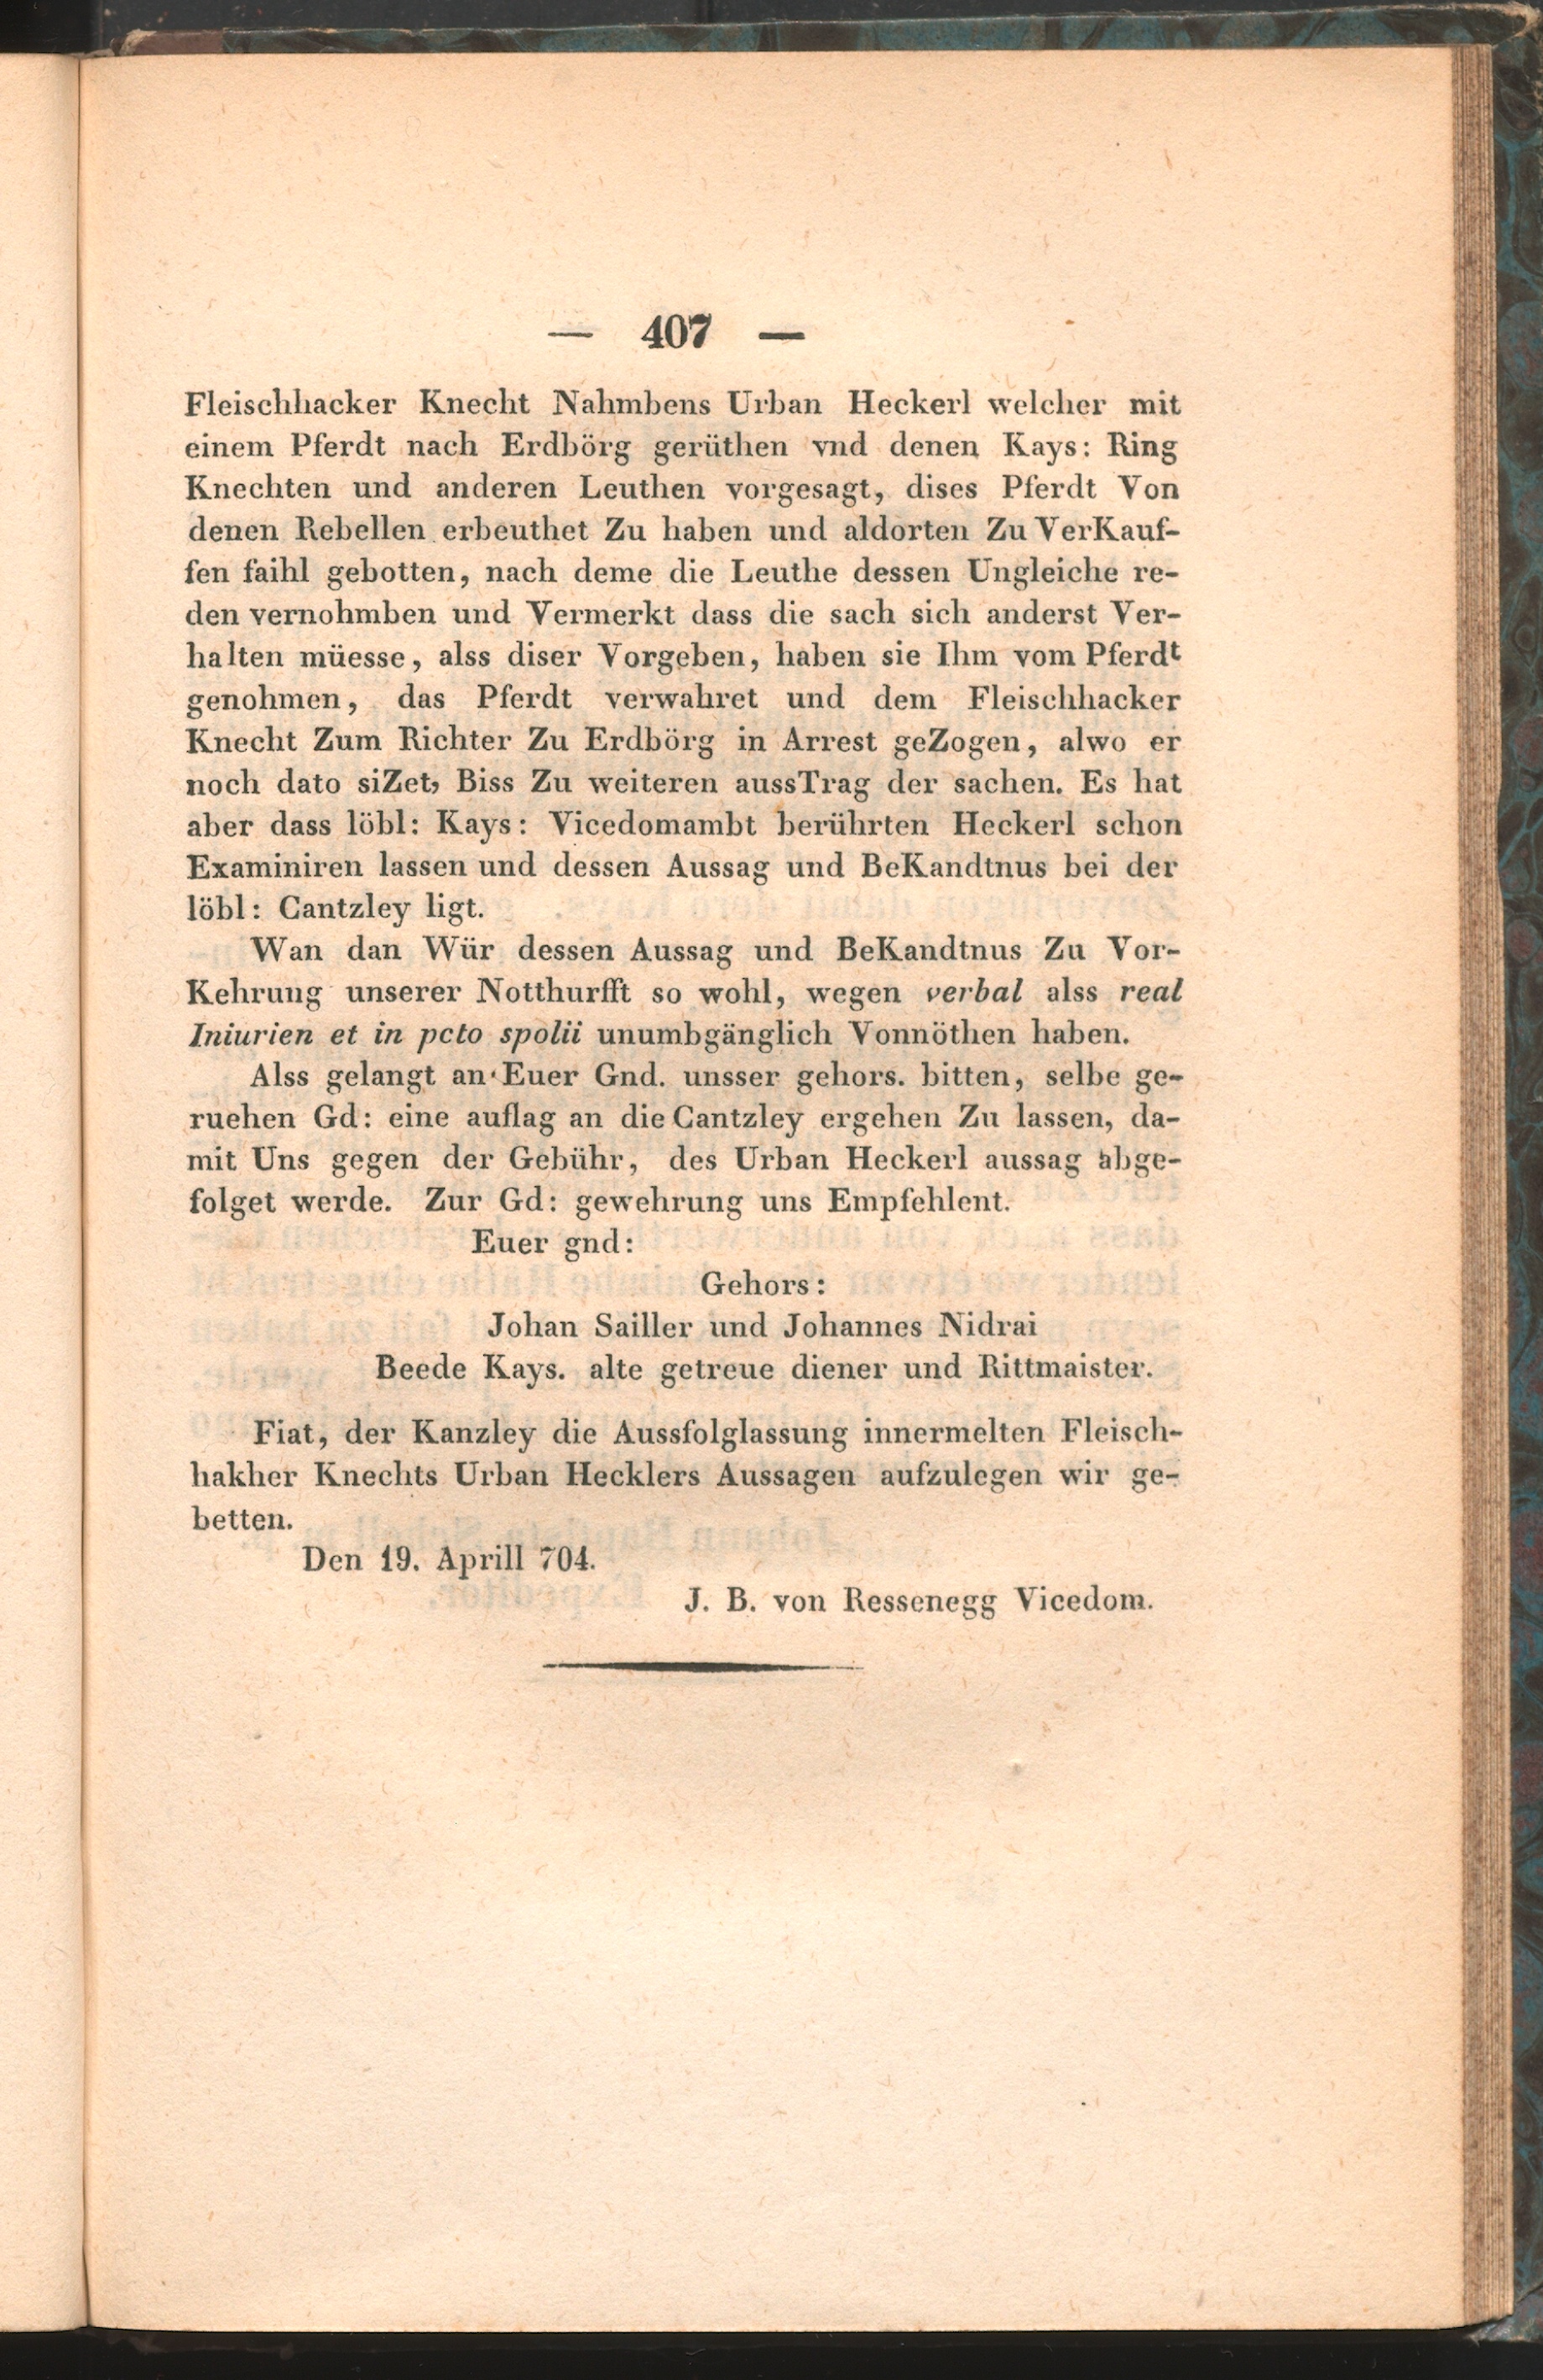 — 407 —
Fleischhacker Knecht Nahmbens Urban Heckerl welcher mit
einem Pferdt nach Erdbörg gerüthen vnd denen Kays: Ring
Knechten und anderen Leuthen vorgesagt, dises Pferdt Von
denen Rebellen erbeuthet Zu haben und aldorten Zu VerKauf-
fen faihl gebotten, nach deme die Leuthe dessen Ungleiche re-
den vernohmben und Vermerkt dass die sach sich anderst Ver-
halten müesse, alss diser Vorgeben, haben sie Ihm vom Pferdt
genohmen, das Pferdt verwahret und dem Fleischhacker
Knecht Zum Richter Zu Erdbörg in Arrest geZogen, alwo er
noch dato siZet, Biss Zu weiteren aussTrag der sachen. Es hat
aber dass löbl: Kays: Vicedomambt berührten Heckerl schon
Examiniren lassen und dessen Aussag und BeKandtnus bei der
löbl: Cantzley ligt.
Wan dan Wür dessen Aussag und BeKandtnus Zu Vor-
Kehrung unserer Notthurfft so wohl, wegen verbal alss real
Iniurien et in pcto spolii unumbgänglich Vonnöthen haben.
Alss gelangt an Euer Gnd. unsser gehors. bitten, selbe ge-
ruehen Gd: eine auflag an die Cantzley ergehen Zu lassen, da-
mit Uns gegen der Gebühr, des Urban Heckerl aussag abge-
folget werde. Zur Gd: gewehrung uns Empfehlent.
Euer gnd:
Gehors:
Johan Sailler und Johannes Nidrai
Beede Kays. alte getreue diener und Rittmaister.
Fiat, der Kanzley die Aussfolglassung innermelten Fleisch-
hakher Knechts Urban Hecklers Aussagen aufzulegen wir ge-
betten.
Den 19. Aprill 704.
J. B. von Ressenegg Vicedom.